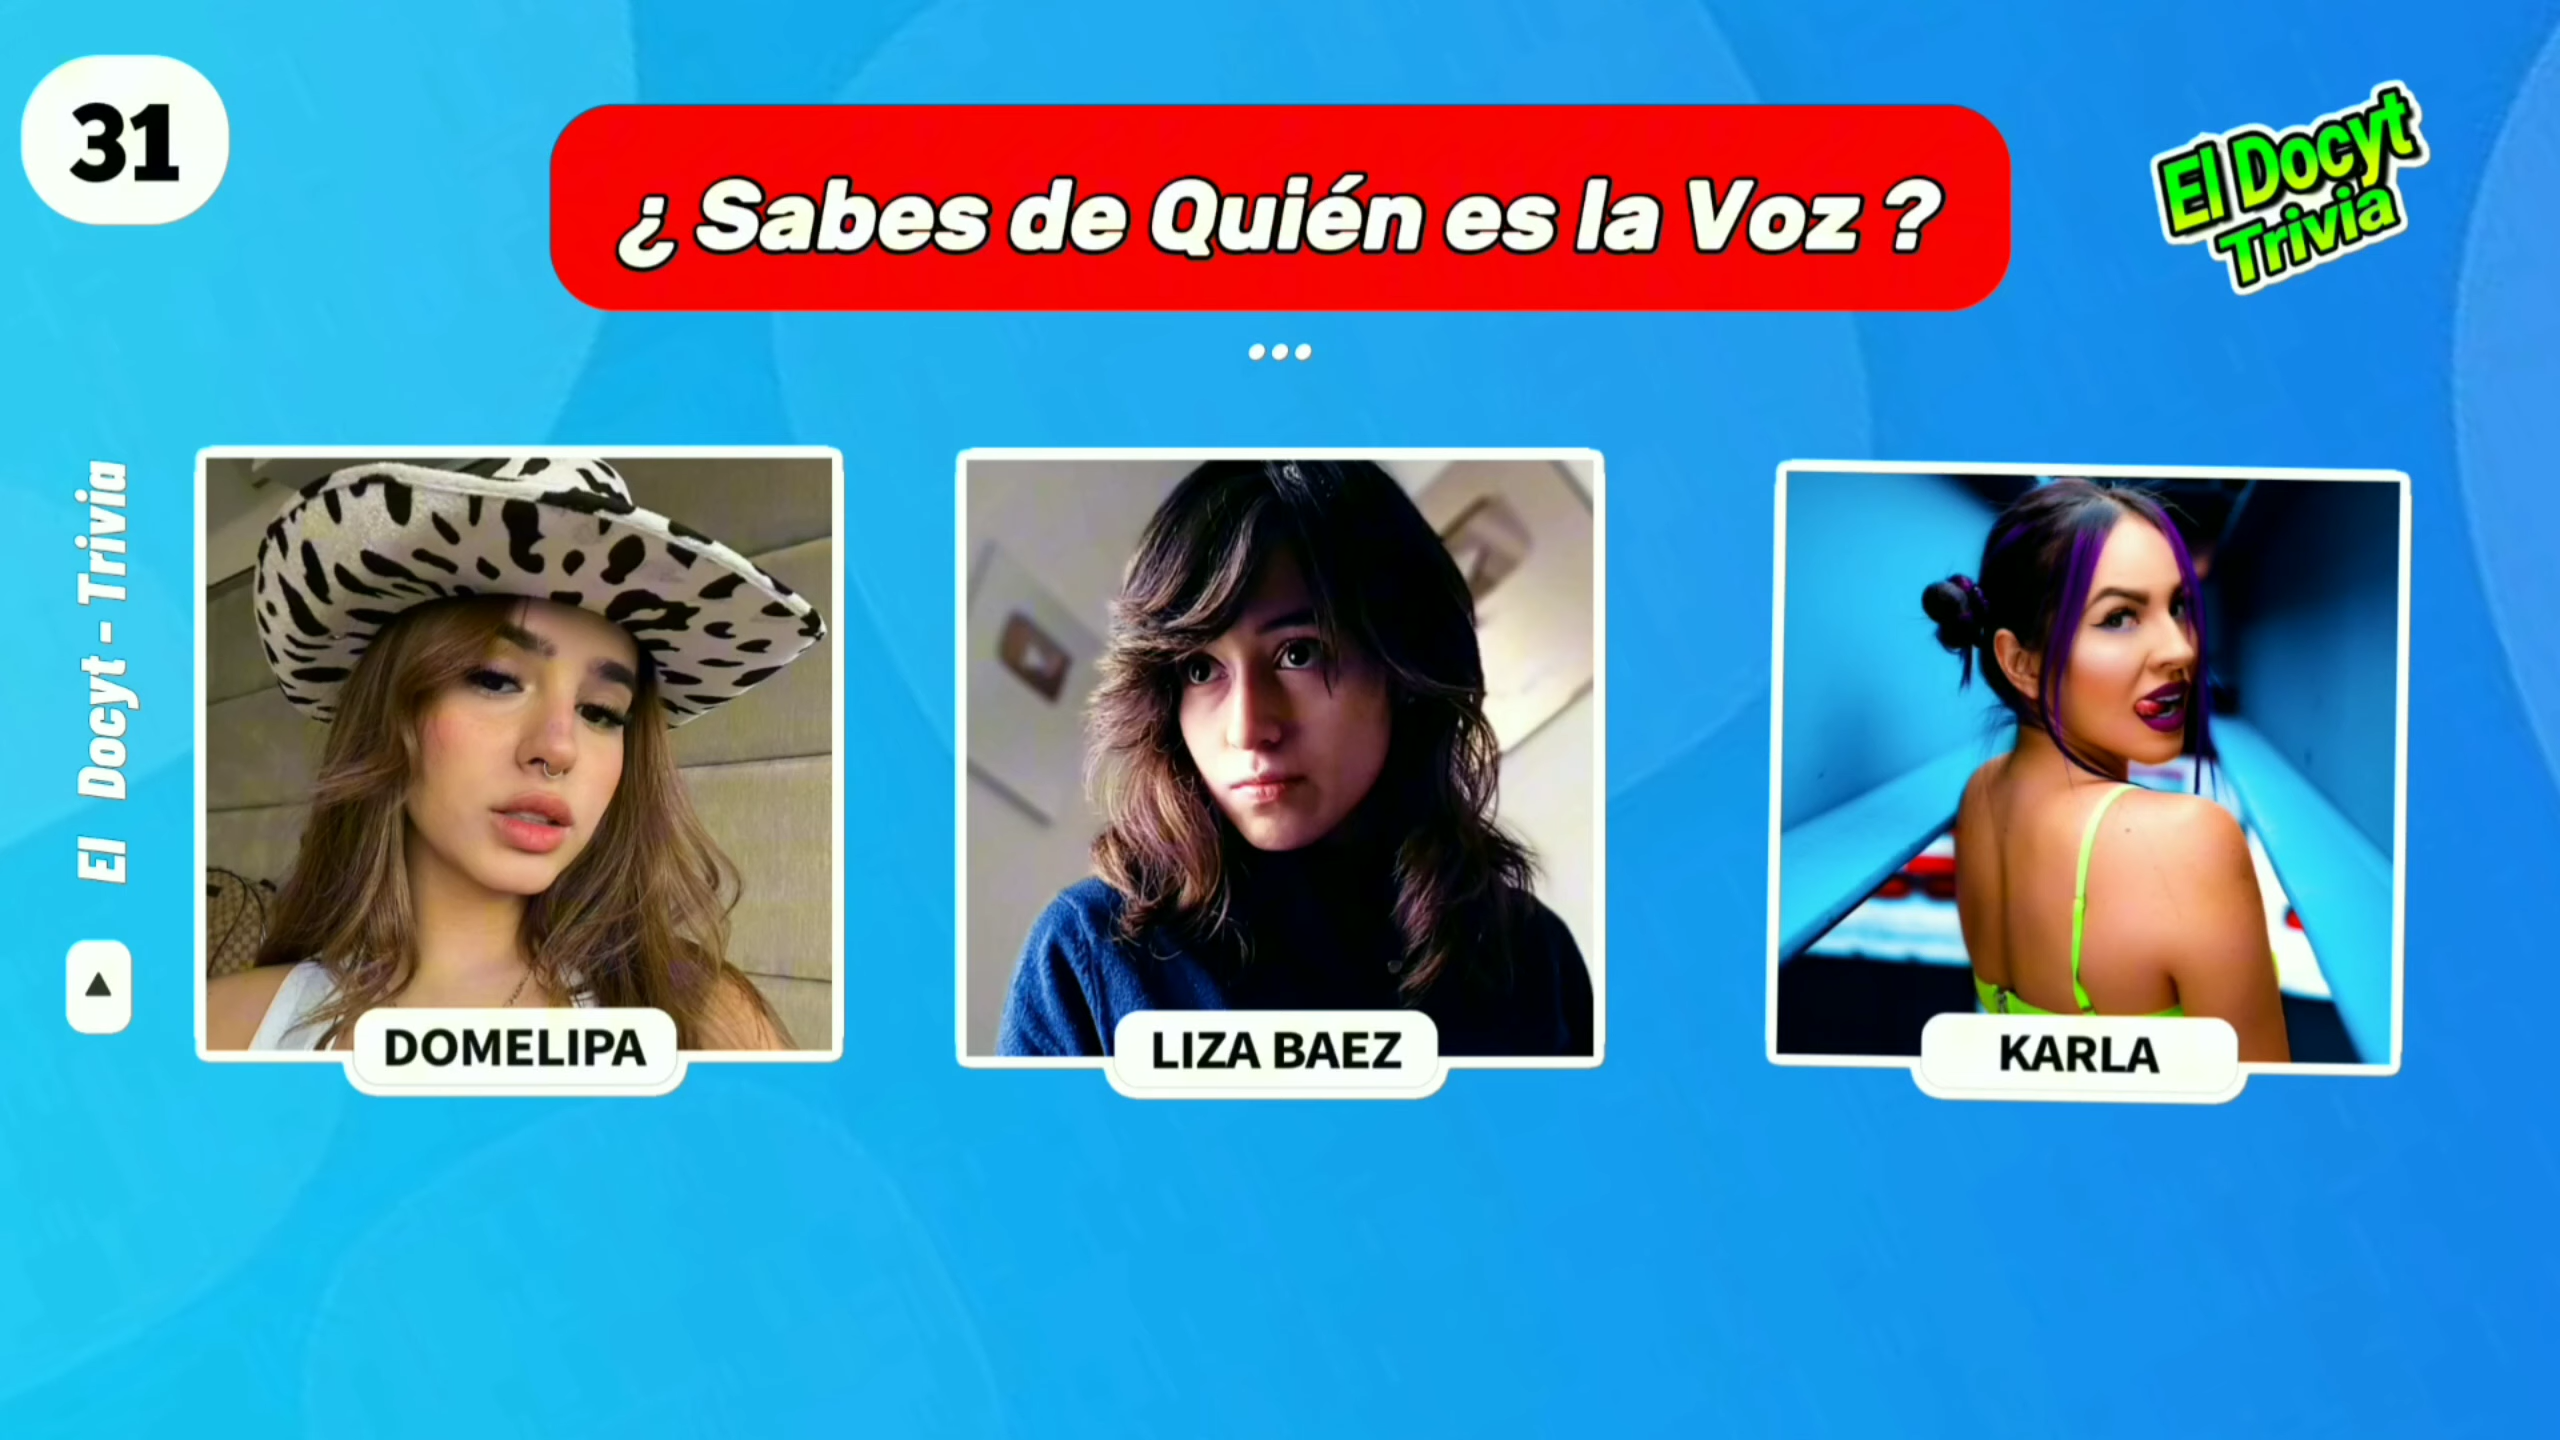 31
¿ Sabes de Quién es la Voz ?
El Docyt
Trivia
...
El Docyt - Trivia
DOMELIPA
LIZA BAEZ
KARLA